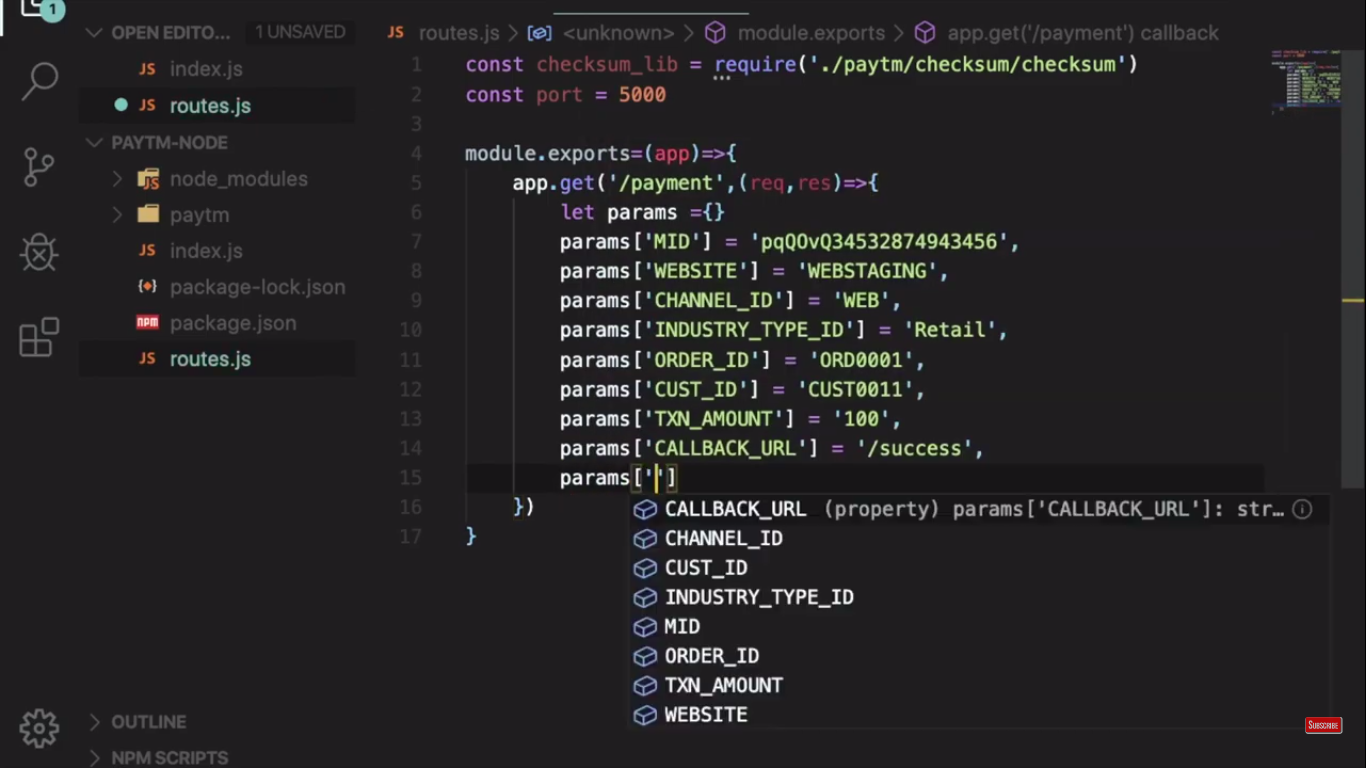 1
OPEN EDITO... 1 UNSAVED
JS index.js
JS routes.js
PAYTM-NODE
JS node_modules
paytm
JS index.js
package-lock.json
npm package.json
JS routes.js
OUTLINE
NPM SCRIPTS
JS routes.js > <unknown> > module.exports > app.get('/payment') callback
1 const checksum_lib = require('./paytm/checksum/checksum')
2 const port = 5000
3
4 module.exports=(app)=>{
5 app.get('/payment',(req,res)=>{
6 let params ={}
7 params['MID'] = 'pqQOvQ34532874943456',
8 params['WEBSITE'] = 'WEBSTAGING',
9 params['CHANNEL_ID'] = 'WEB',
10 params['INDUSTRY_TYPE_ID'] = 'Retail',
11 params['ORDER_ID'] = 'ORD0001',
12 params['CUST_ID'] = 'CUST0011',
13 params['TXN_AMOUNT'] = '100',
14 params['CALLBACK_URL'] = '/success',
15 params['']
16 })
17 }
CALLBACK_URL (property) params['CALLBACK_URL']: str...
CHANNEL_ID
CUST_ID
INDUSTRY_TYPE_ID
MID
ORDER_ID
TXN_AMOUNT
WEBSITE
SUBSCRIBE